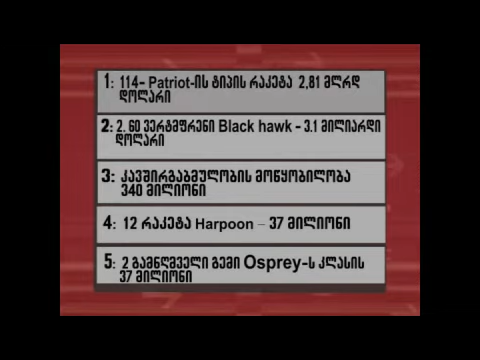 1: 114- Patriot-ის ტიპის რაკეტა 2,81 მლრდ
დოლარი
2: 2. 60 ვერტმფრენი Black hawk - 3.1 მილიარდი
დოლარი
3: კავშირგაბმულობის მოწყობილობა
340 მილიონი
4: 12 რაკეტა Harpoon – 37 მილიონი
5: 2 გამნღმველი გემი Osprey-ს კლასის
37 მილიონი